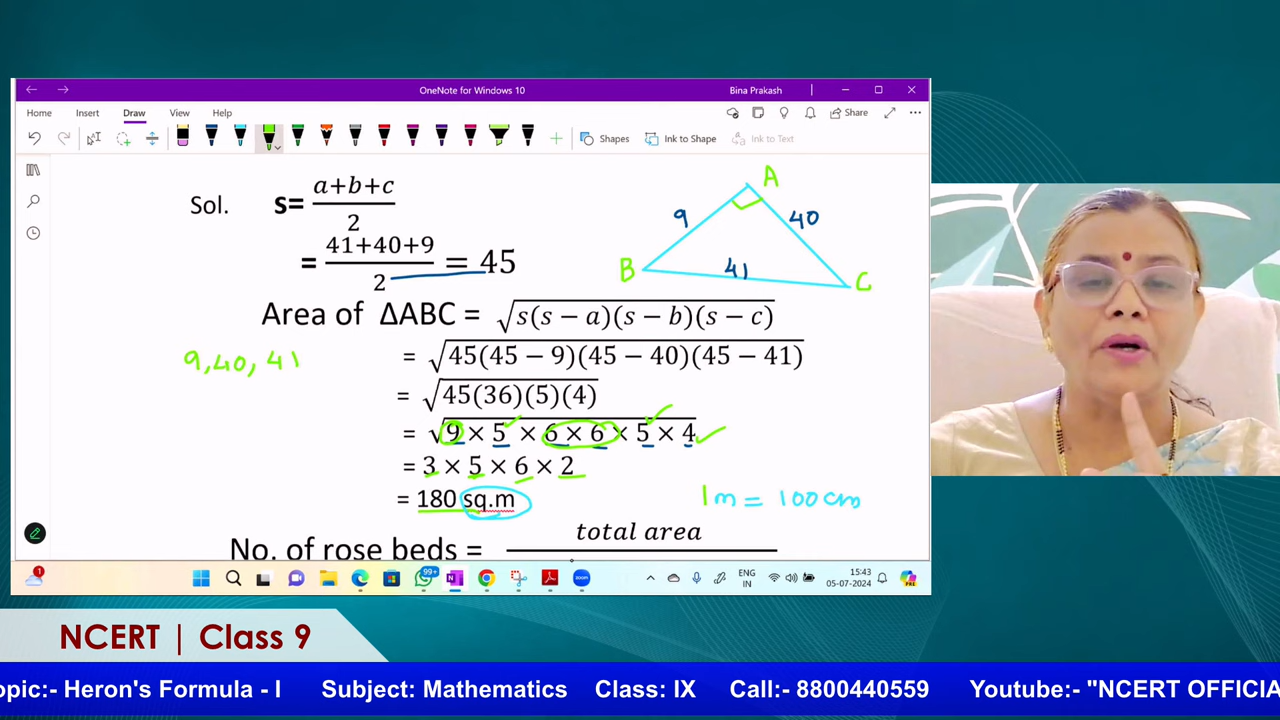 OneNote for Windows 10
Bina Prakash
Home Insert Draw View Help
Share
Shapes Ink to Shape Ink to Text
Sol. s= a+b+c
2
= 41+40+9
2
= 45
A
9
40
B
41
C
Area of ΔABC = √s(s − a)(s − b)(s − c)
9,40, 41
= √45(45 − 9)(45 − 40)(45 − 41)
= √45(36)(5)(4)
= √9 × 5 × 6 × 6 × 5 × 4
= 3 × 5 × 6 × 2
= 180 sq.m
1m = 100cm
No. of rose beds = total area
1
99+
ENG
IN
15:43
05-07-2024
NCERT | Class 9
opic:- Heron's Formula - I Subject: Mathematics Class: IX Call:- 8800440559 Youtube:- "NCERT OFFICIA